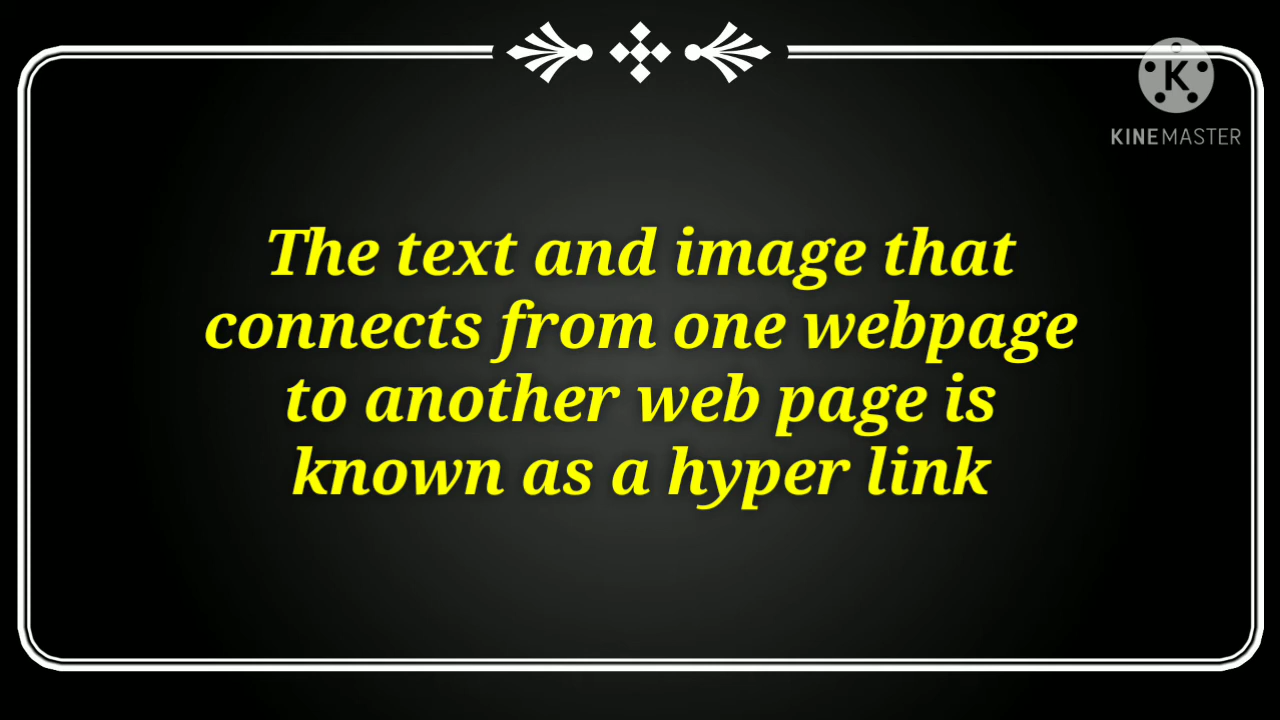 K
KINEMASTER
The text and image that
connects from one webpage
to another web page is
known as a hyper link